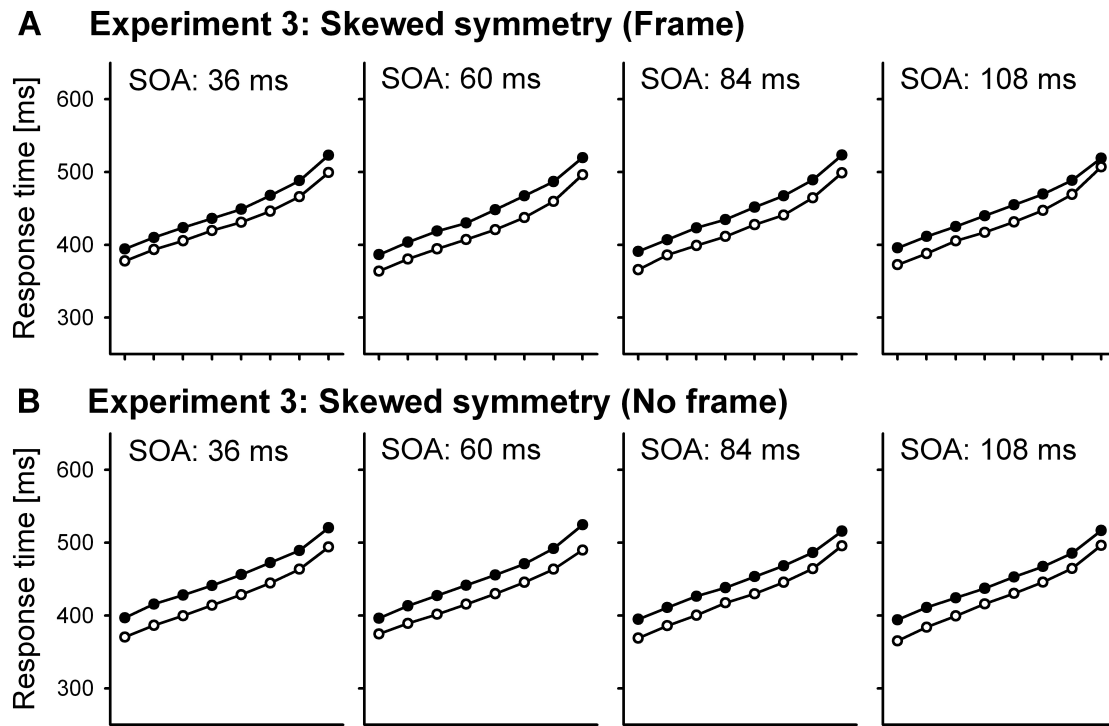 A Experiment 3: Skewed symmetry (Frame)
SOA: 36 ms SOA: 60 ms SOA: 84 ms SOA: 108 ms
Response time [ms]
600
500
400
300
B Experiment 3: Skewed symmetry (No frame)
SOA: 36 ms SOA: 60 ms SOA: 84 ms SOA: 108 ms
Response time [ms]
600
500
400
300